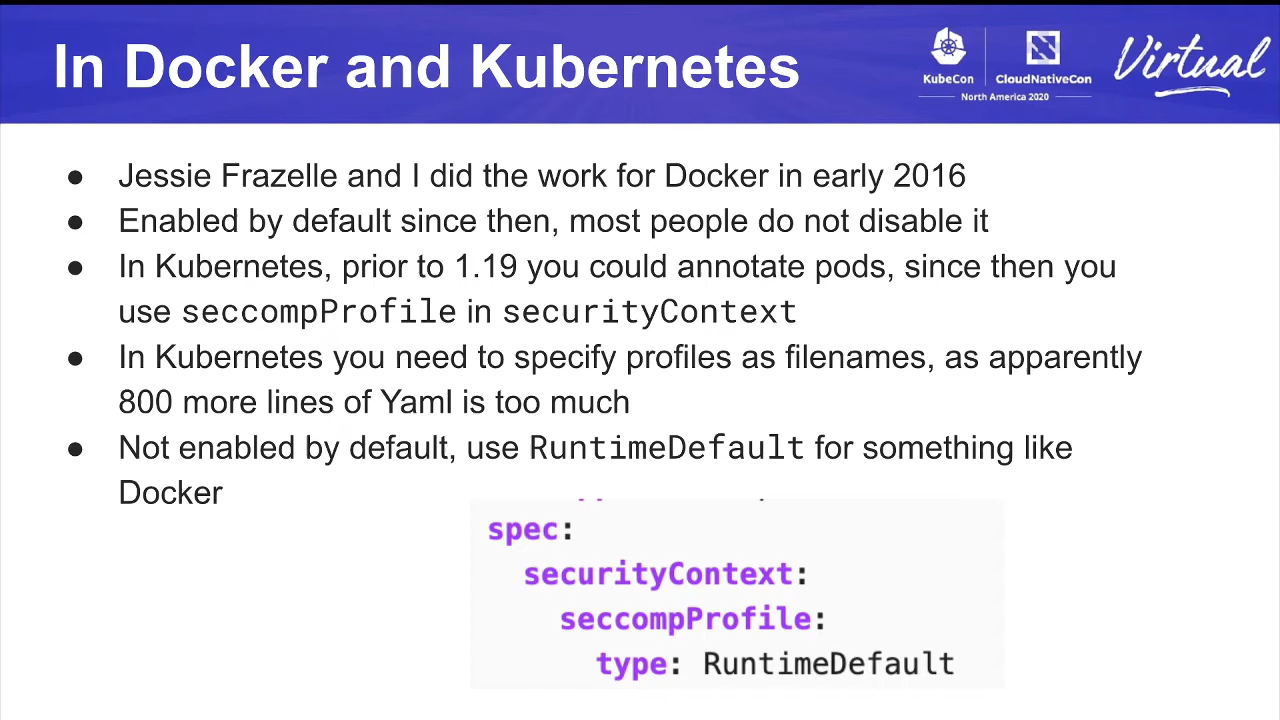 In Docker and Kubernetes
KubeCon
CloudNativeCon
North America 2020
Virtual
● Jessie Frazelle and I did the work for Docker in early 2016
● Enabled by default since then, most people do not disable it
● In Kubernetes, prior to 1.19 you could annotate pods, since then you
use seccompProfile in securityContext
● In Kubernetes you need to specify profiles as filenames, as apparently
800 more lines of Yaml is too much
● Not enabled by default, use RuntimeDefault for something like
Docker
spec:
securityContext:
seccompProfile:
type: RuntimeDefault